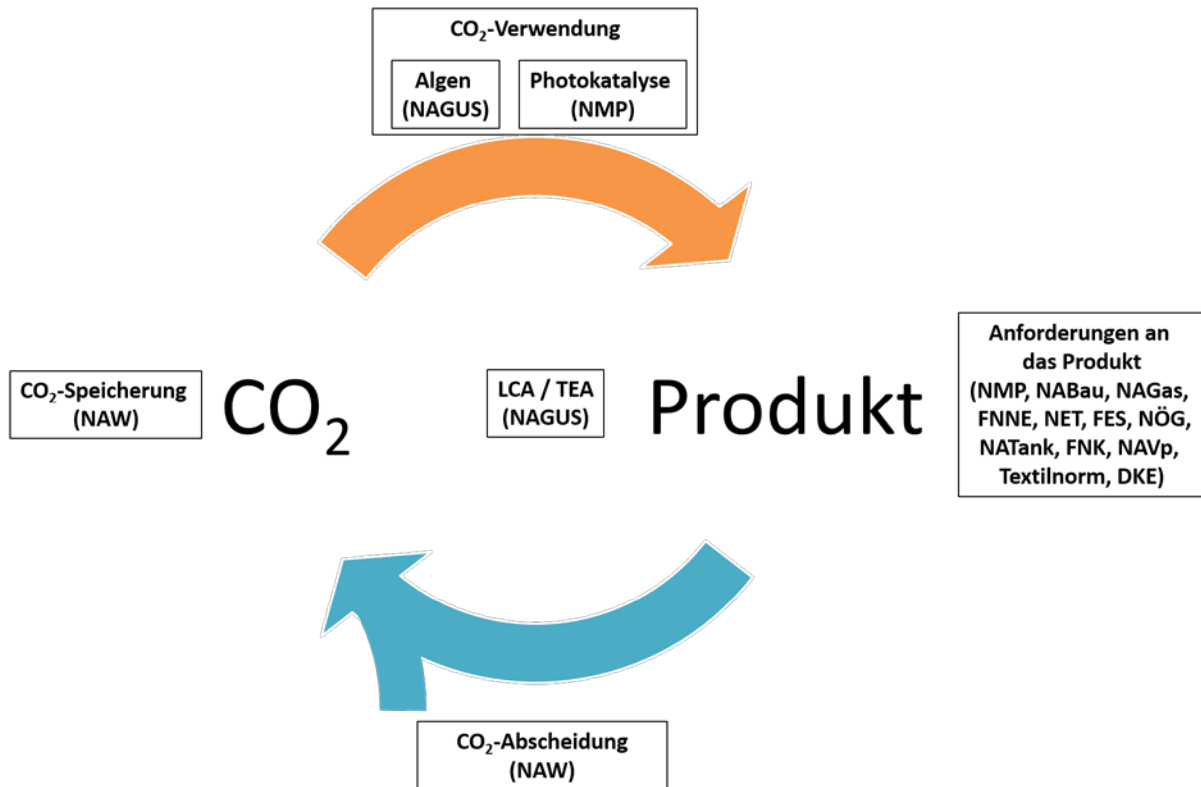 CO₂-Verwendung
Algen
(NAGUS)
Photokatalyse
(NMP)
CO₂-Speicherung
(NAW)
CO₂
LCA / TEA
(NAGUS)
Produkt
Anforderungen an
das Produkt
(NMP, NABau, NAGas,
FNNE, NET, FES, NÖG,
NATank, FNK, NAVp,
Textilnorm, DKE)
CO₂-Abscheidung
(NAW)